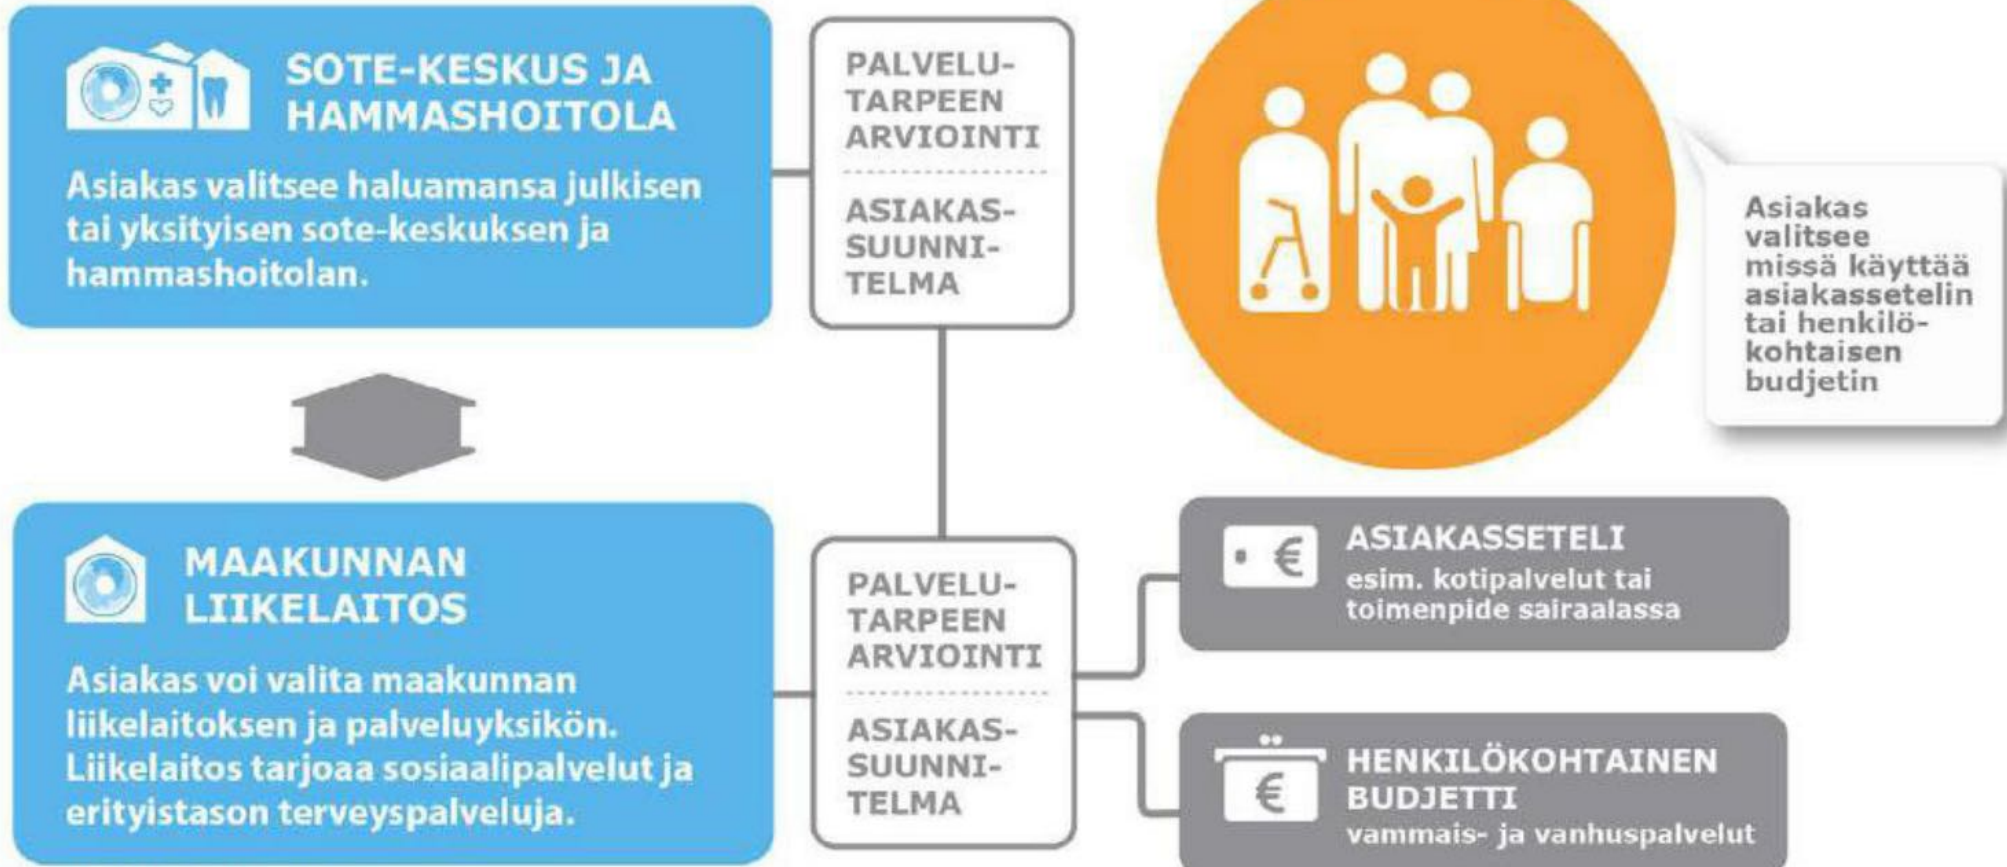 SOTE-KESKUS JA
HAMMASHOITOLA
Asiakas valitsee haluamansa julkisen
tai yksityisen sote-keskuksen ja
hammashoitolan.
PALVELU-
TARPEEN
ARVIOINTI
ASIAKAS-
SUUNNI-
TELMA
Asiakas
valitsee
missä käyttää
asiakassetelin
tai henkilö-
kohtaisen
budjetin
MAAKUNNAN
LIIKELAITOS
Asiakas voi valita maakunnan
liikelaitoksen ja palveluyksikön.
Liikelaitos tarjoaa sosiaalipalvelut ja
erityistason terveyspalveluja.
PALVELU-
TARPEEN
ARVIOINTI
ASIAKAS-
SUUNNI-
TELMA
€
ASIAKASSETELI
esim. kotipalvelut tai
toimenpide sairaalassa
€
HENKILÖKOHTAINEN
BUDJETTI
vammais- ja vanhuspalvelut